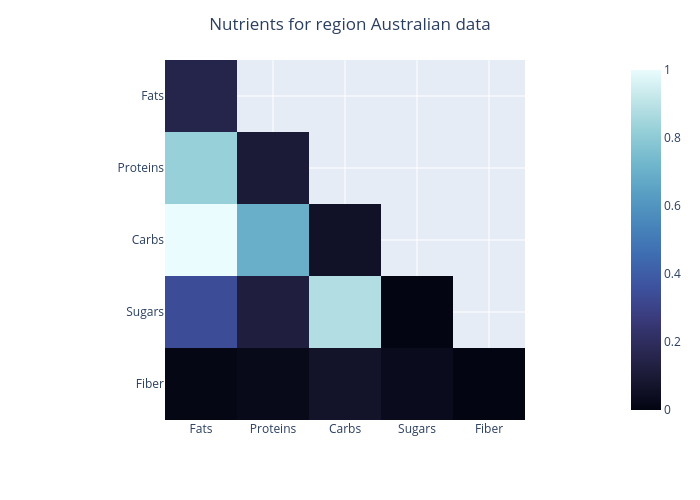 Nutrients for region Australian data
Fats
Proteins
Carbs
Sugars
Fiber
Fats Proteins Carbs Sugars Fiber
1
0.8
0.6
0.4
0.2
0